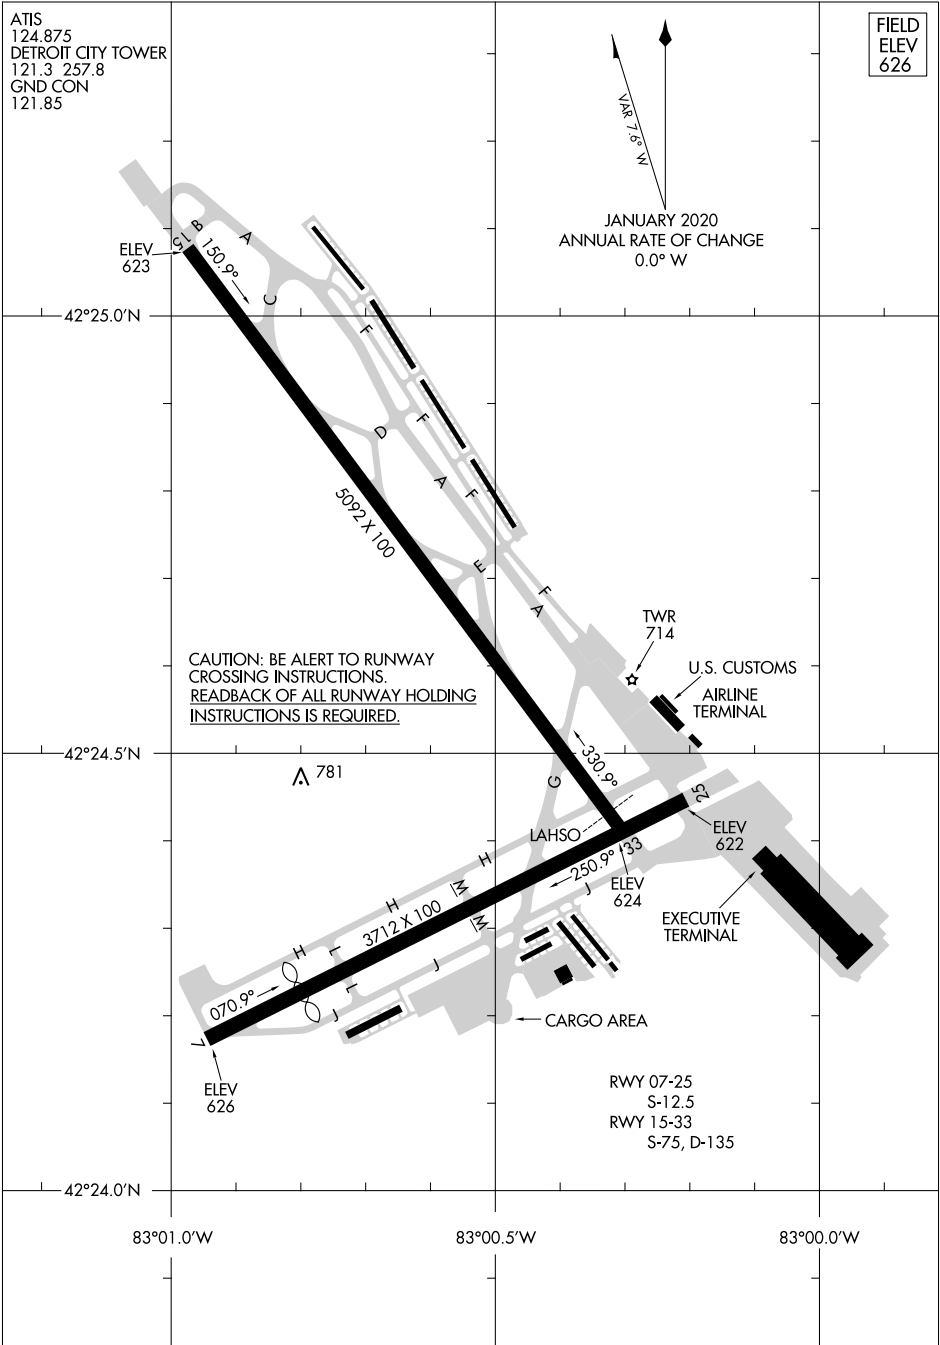 ATIS
124.875
DETROIT CITY TOWER
121.3 257.8
GND CON
121.85
FIELD
ELEV
626
VAR 7.6° W
JANUARY 2020
ANNUAL RATE OF CHANGE
0.0° W
ELEV
623
15
B
A
150.9°
C
42°25.0'N
F
D
F
A
F
5092 X 100
E
F
A
TWR
714
U.S. CUSTOMS
AIRLINE
TERMINAL
CAUTION: BE ALERT TO RUNWAY
CROSSING INSTRUCTIONS.
READBACK OF ALL RUNWAY HOLDING
INSTRUCTIONS IS REQUIRED.
42°24.5'N
781
330.9°
G
25
LAHSO
ELEV
622
33
H
250.9°
ELEV
624
J
M
H
3712 X 100
M
EXECUTIVE
TERMINAL
H
L
J
L
070.9°
J
7
CARGO AREA
ELEV
626
RWY 07-25
S-12.5
RWY 15-33
S-75, D-135
42°24.0'N
83°01.0'W
83°00.5'W
83°00.0'W